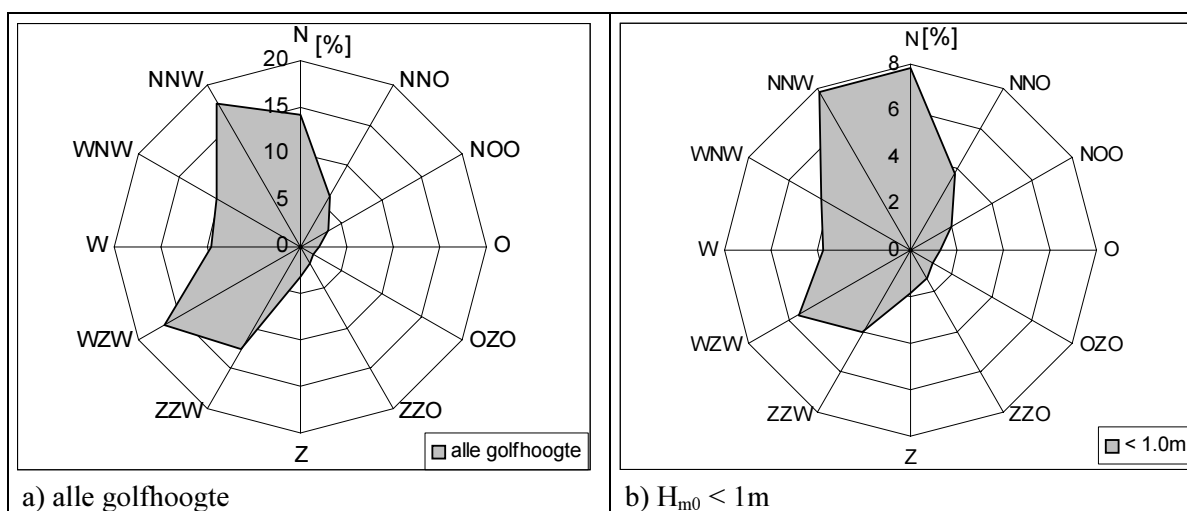 N [%]
20
NNW
NNO
15
WNW
10
NOO
5
W
0
O
WZW
OZO
ZZW
ZZO
Z
alle golfhoogte
a) alle golfhoogte
N [%]
8
NNW
NNO
6
WNW
4
NOO
2
W
0
O
WZW
OZO
ZZW
ZZO
Z
< 1.0m
b) Hm0 < 1m